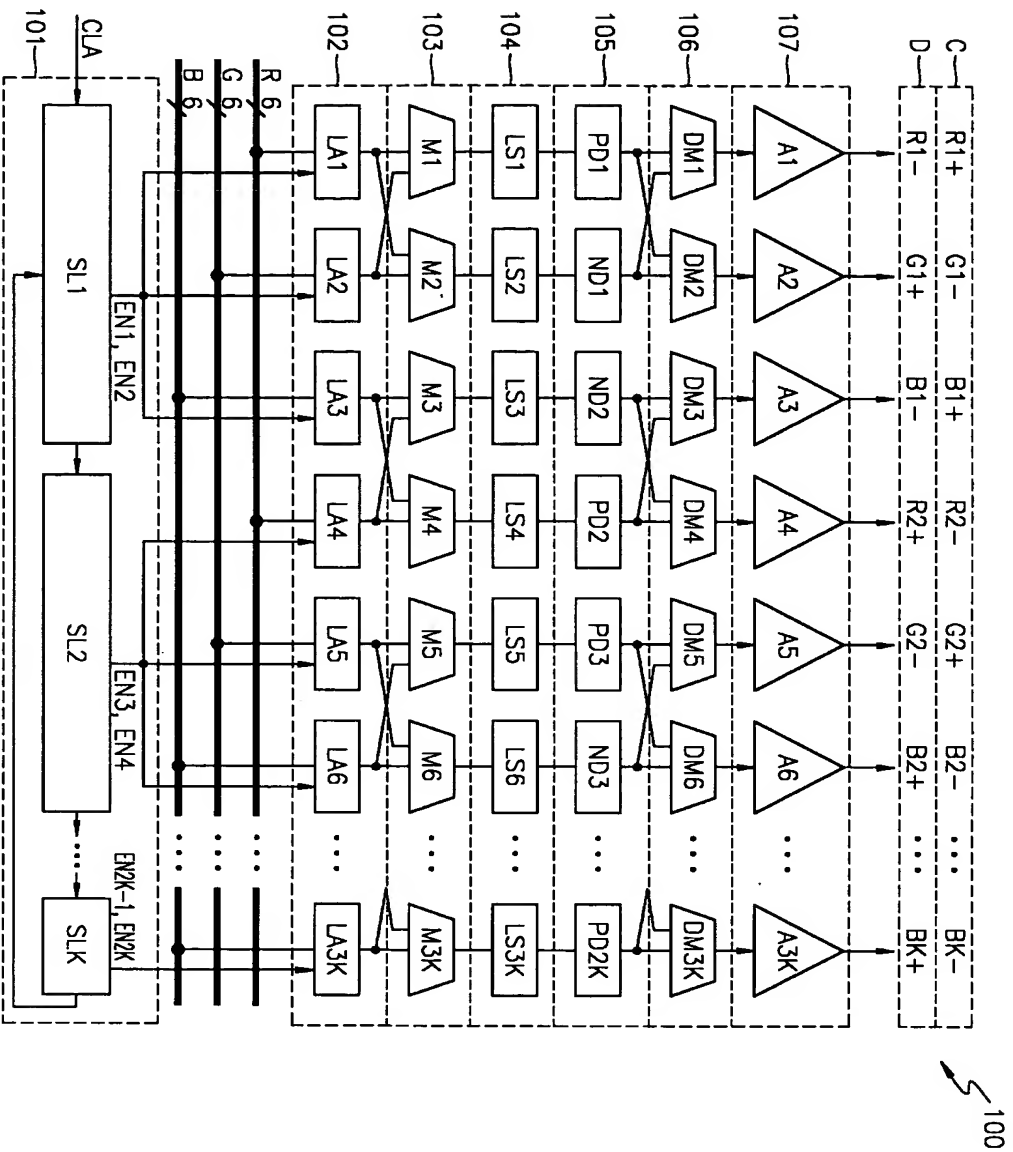 100
C R1+ G1- B1+ R2- G2+ B2- ... BK-
D R1- G1+ B1- R2+ G2- B2+ ... BK+
107 A1 A2 A3 A4 A5 A6 ... A3K
106 DM1 DM2 DM3 DM4 DM5 DM6 ... DM3K
105 PD1 ND1 ND2 PD2 PD3 ND3 ... PD2K
104 LS1 LS2 LS3 LS4 LS5 LS6 ... LS3K
103 M1 M2 M3 M4 M5 M6 ... M3K
102 LA1 LA2 LA3 LA4 LA5 LA6 ... LA3K
R 6 ...
G 6 ...
B 6 ...
EN1, EN2 EN3, EN4 EN2K-1, EN2K
CLA SL1 SL2 ... SLK
101